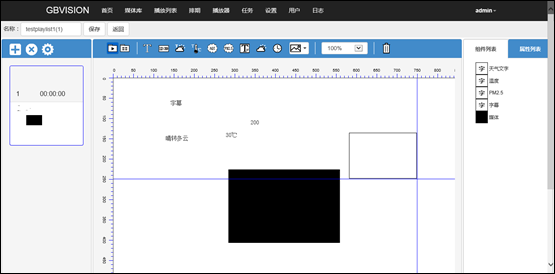 GBVISION 首页 媒体库 播放列表 排期 播放器 任务 设置 用户 日志 admin
名称： testplaylist1(1) 保存 返回
100%
组件列表 属性列表
0 50 100 150 200 250 300 350 400 450 500 550 600 650 700 750 800
天气文字
温度
PM2.5
字幕
媒体
1 00:00:00
字幕
200
30℃
晴转多云